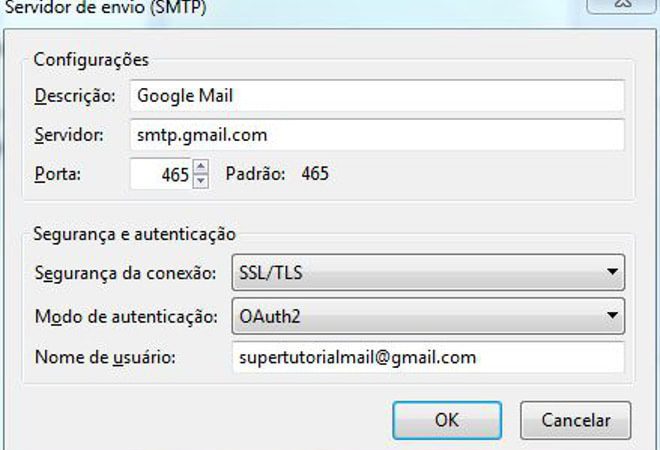 Servidor de envio (SMTP)
Configurações
Descrição: Google Mail
Servidor: smtp.gmail.com
Porta: 465 Padrão: 465
Segurança e autenticação
Segurança da conexão: SSL/TLS
Modo de autenticação: OAuth2
Nome de usuário: supertutorialmail@gmail.com
OK Cancelar